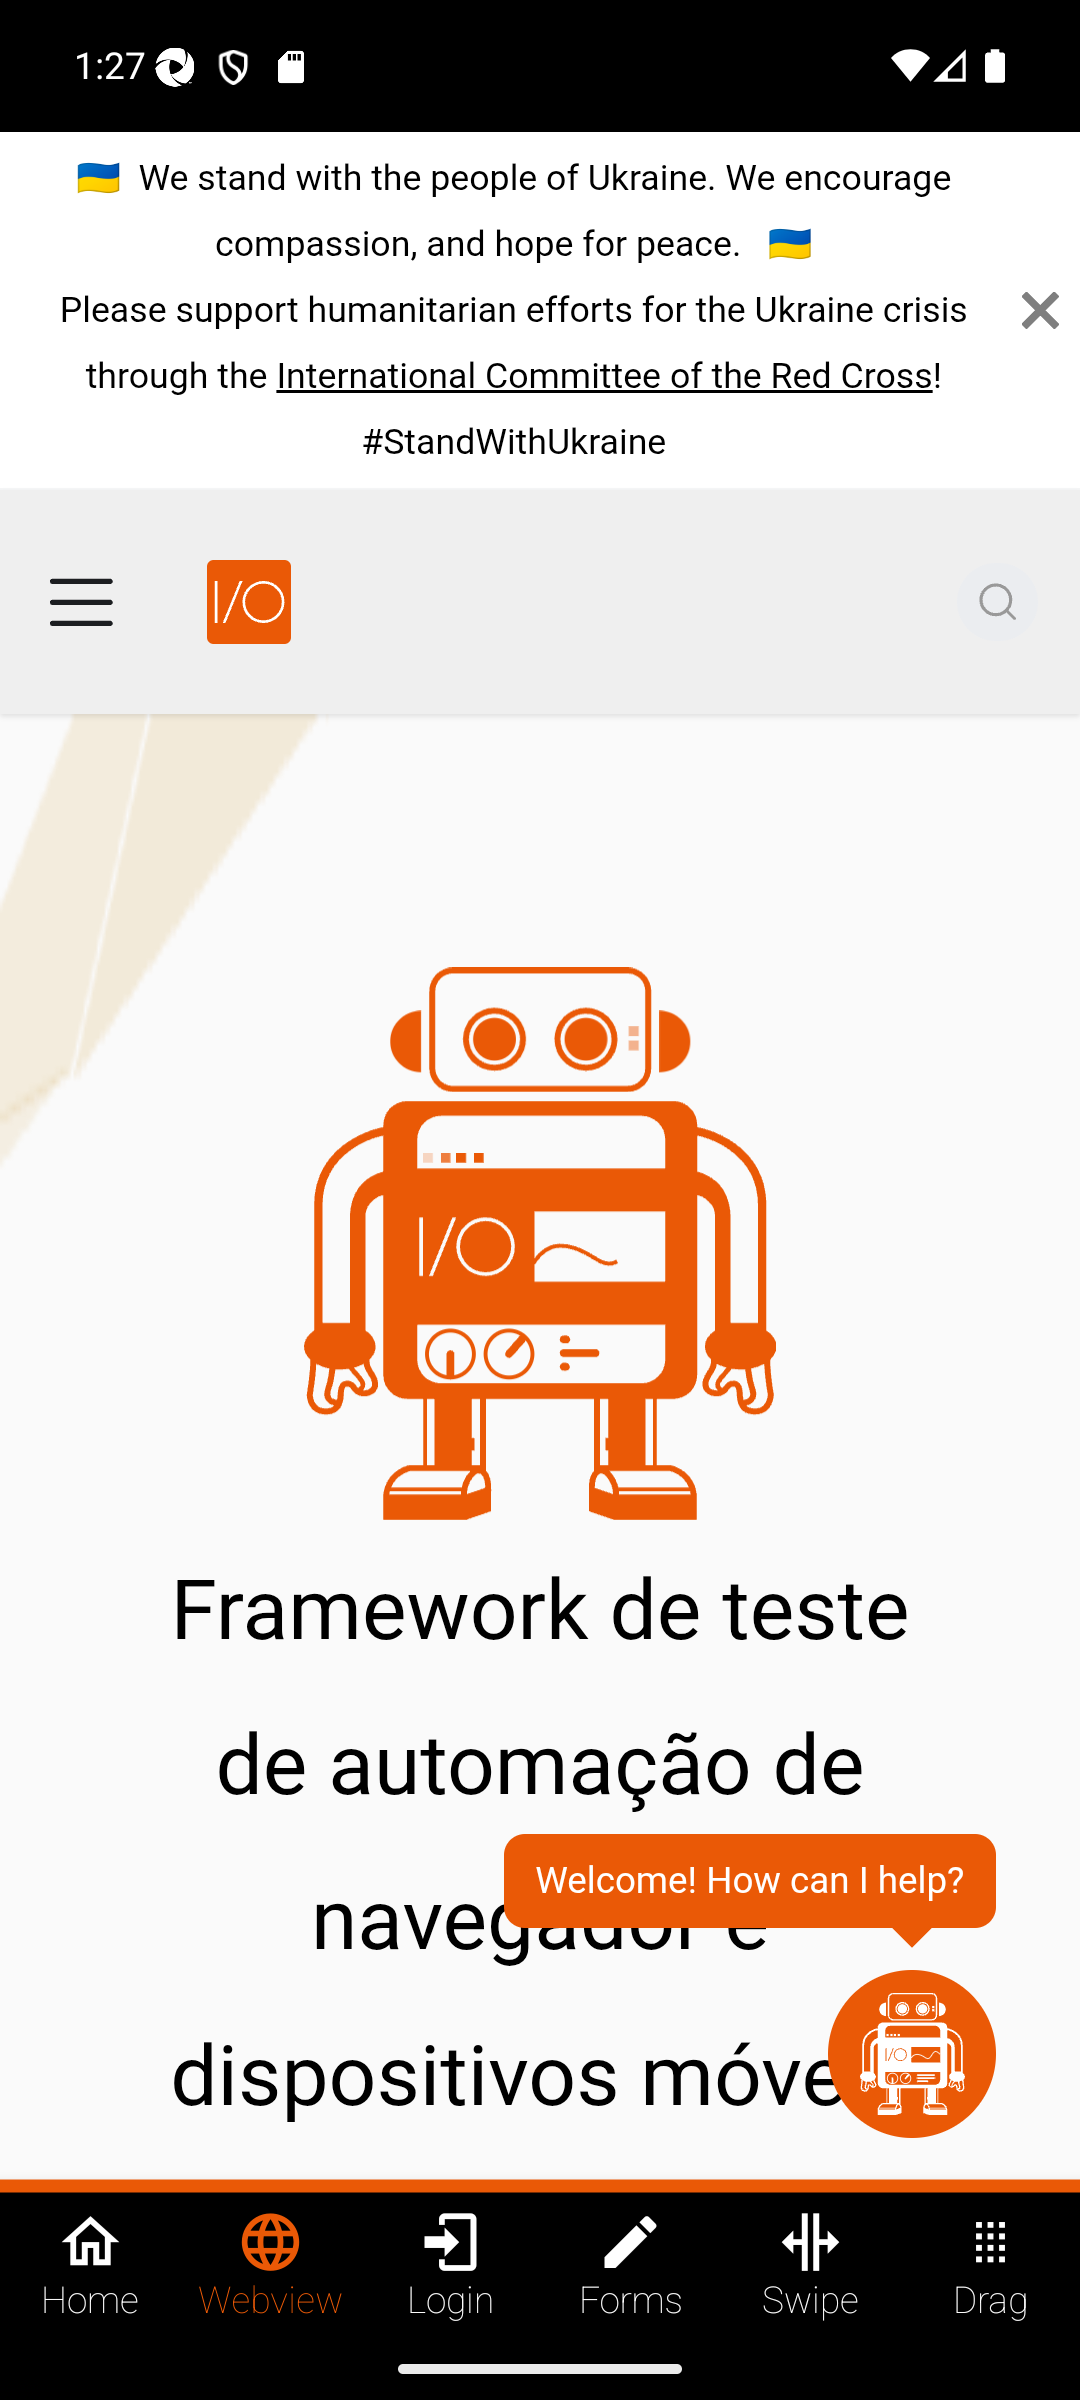 1:27
🇺🇦 We stand with the people of Ukraine. We encourage
compassion, and hope for peace. 🇺🇦
Please support humanitarian efforts for the Ukraine crisis
through the International Committee of the Red Cross!
#StandWithUkraine
I/O
I/O
Framework de teste
de automação de
Welcome! How can I help?
dispositivos móve
I/O
Home
Webview
Login
Forms
Swipe
Drag